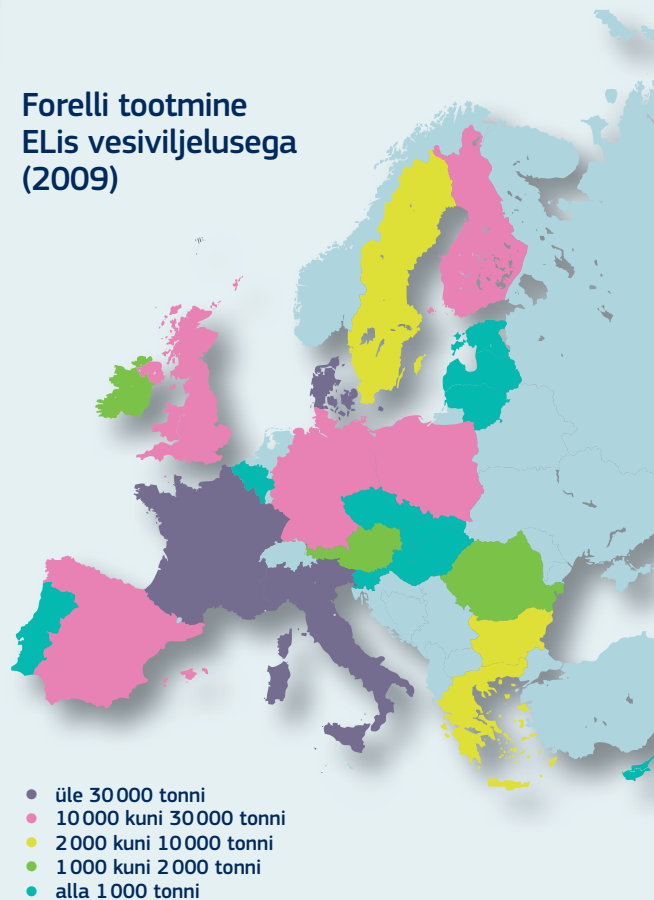 Forelli tootmine
ELis vesiviljelusega
(2009)
üle 30 000 tonni
10 000 kuni 30 000 tonni
2 000 kuni 10 000 tonni
1 000 kuni 2 000 tonni
alla 1 000 tonni